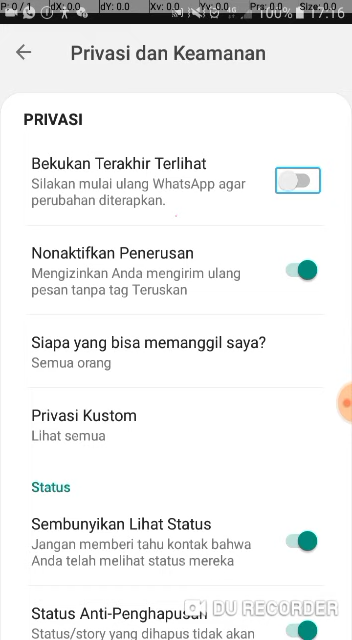 P: 0 / 1 dX: 0.0 dY: 0.0 Xv: 0.0 Yv: 0.0 Prs: 0.0 Size: 0.0
100% 17.16
Privasi dan Keamanan
PRIVASI
Bekukan Terakhir Terlihat
Silakan mulai ulang WhatsApp agar
perubahan diterapkan.
Nonaktifkan Penerusan
Mengizinkan Anda mengirim ulang
pesan tanpa tag Teruskan
Siapa yang bisa memanggil saya?
Semua orang
Privasi Kustom
Lihat semua
Status
Sembunyikan Lihat Status
Jangan memberi tahu kontak bahwa
Anda telah melihat status mereka
Status Anti-Penghapusan
Status/story yang dihapus tidak akan
DU RECORDER